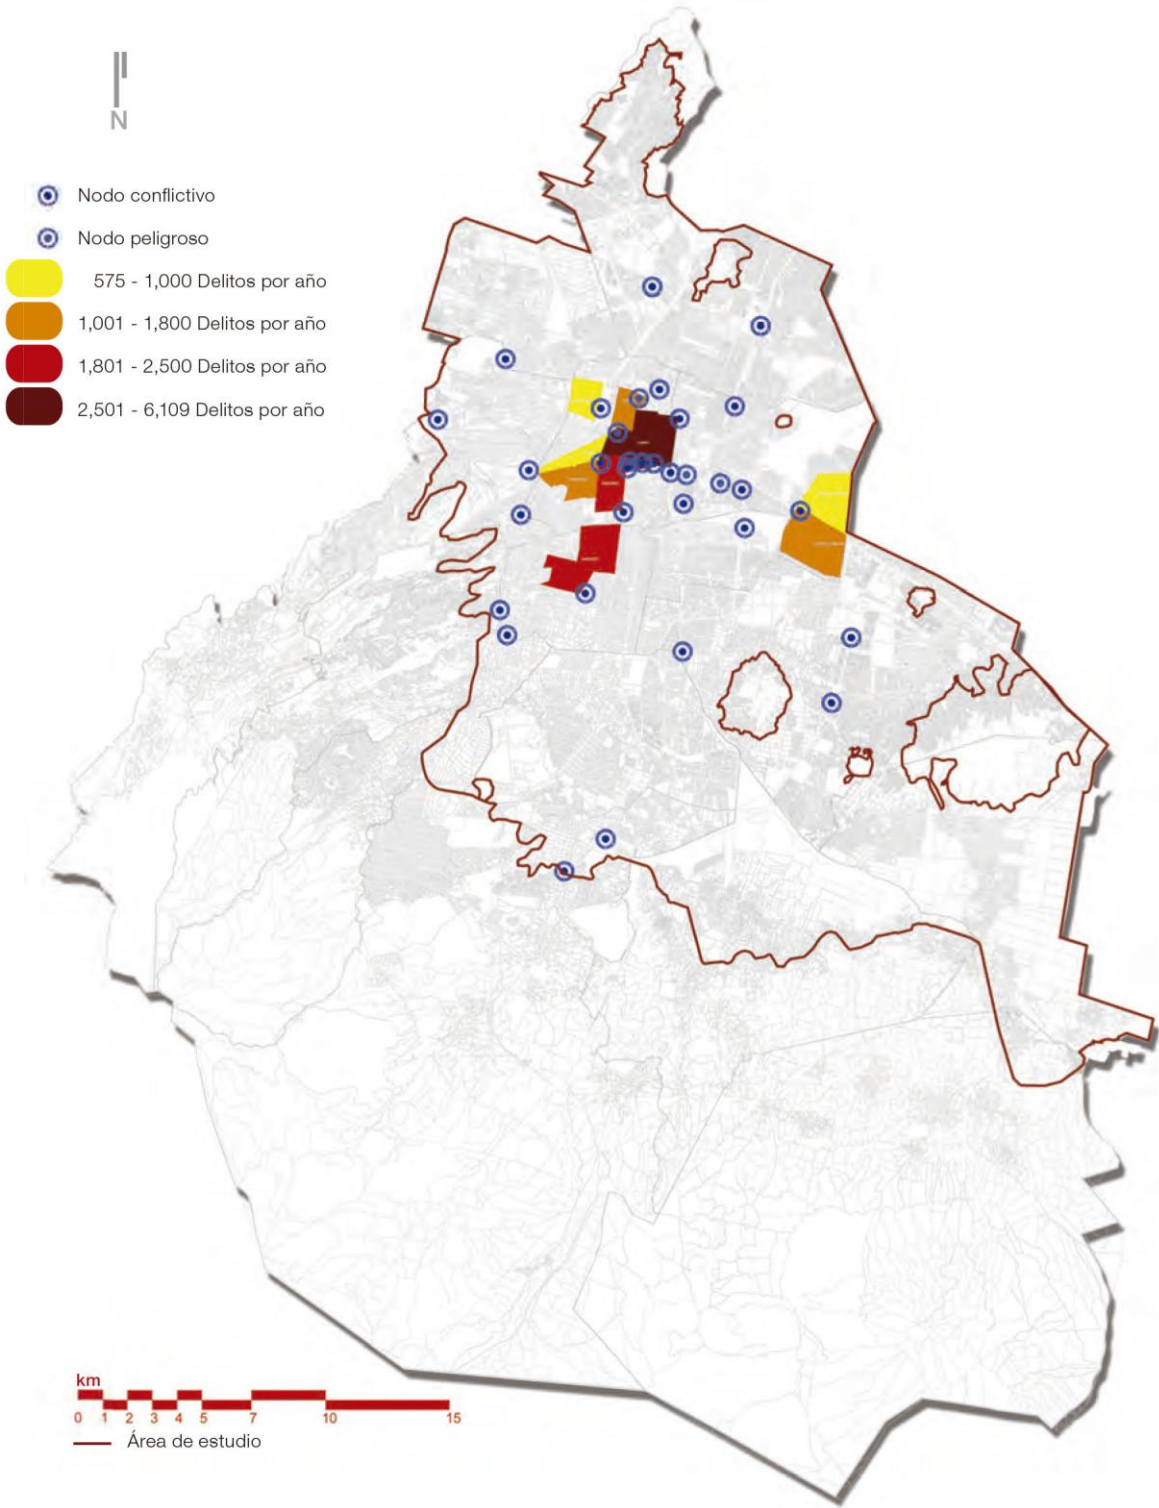 N
Nodo conflictivo
Nodo peligroso
575 - 1,000 Delitos por año
1,001 - 1,800 Delitos por año
1,801 - 2,500 Delitos por año
2,501 - 6,109 Delitos por año
km
0 1 2 3 4 5 7 10 15
Área de estudio